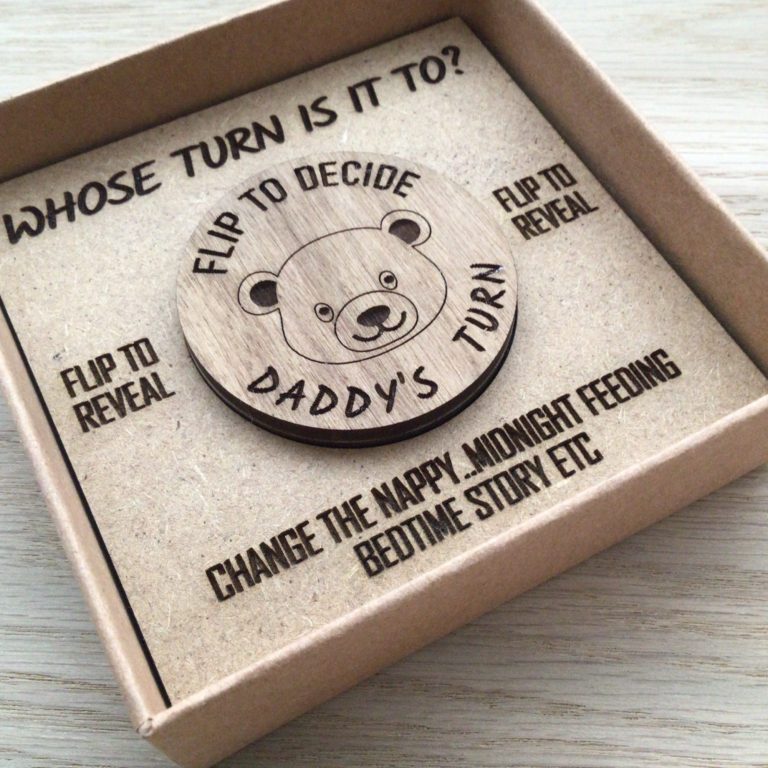 WHOSE TURN IS IT TO?
FLIP TO DECIDE
DADDY'S TURN
FLIP TO
REVEAL
FLIP TO
REVEAL
CHANGE THE NAPPY...MIDNIGHT FEEDING
BEDTIME STORY ETC